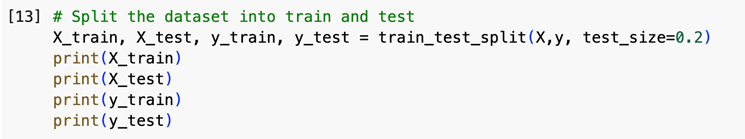 [13] # Split the dataset into train and test
X_train, X_test, y_train, y_test = train_test_split(X,y, test_size=0.2)
print(X_train)
print(X_test)
print(y_train)
print(y_test)